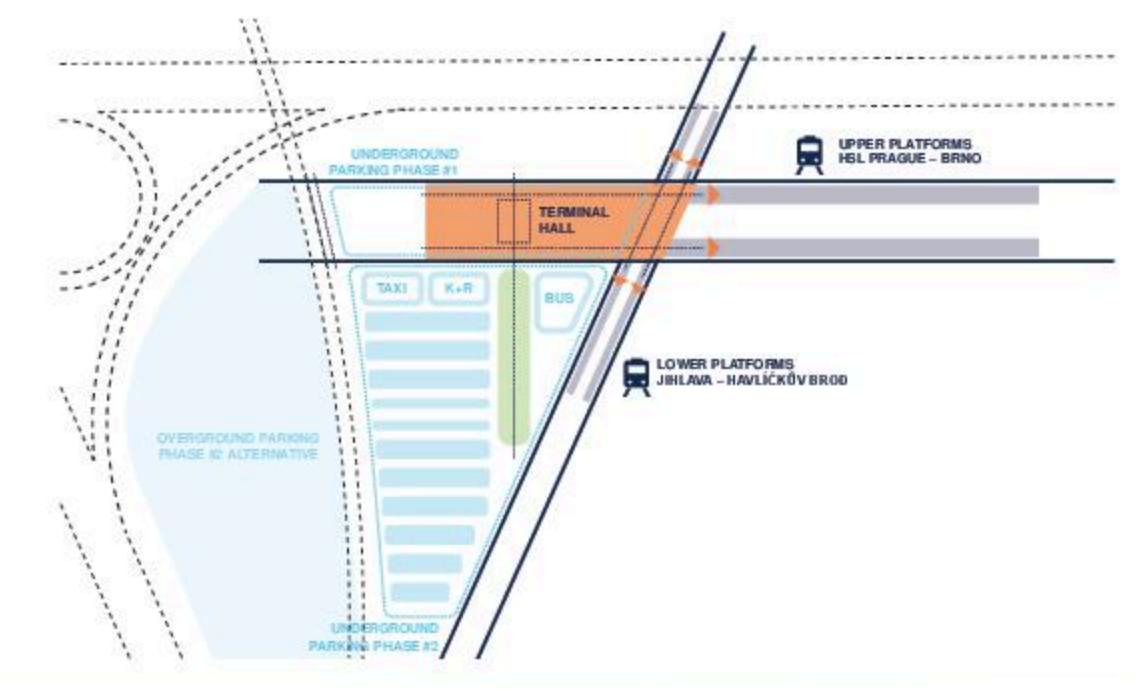 UNDERGROUND
PARKING PHASE #1
UPPER PLATFORMS
HSL PRAGUE – BRNO
TERMINAL
HALL
TAXI
K+R
BUS
LOWER PLATFORMS
JIHLAVA – HAVLÍČKŮV BROD
OVERGROUND PARKING
PHASE #2 ALTERNATIVE
UNDERGROUND
PARKING PHASE #2